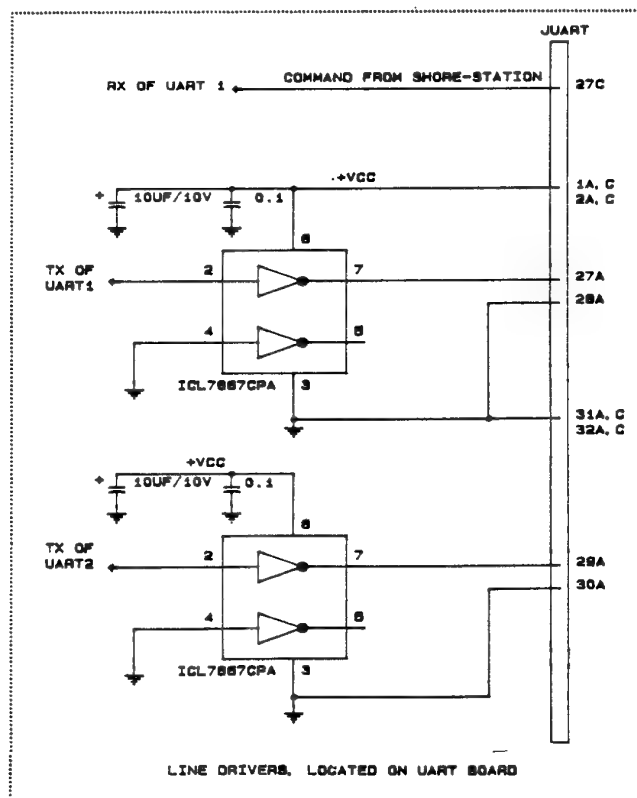 JUART
COMMAND FROM SHORE-STATION
RX OF UART 1
27C
+VCC
1A, C
2A, C
+
10UF/10V
0.1
6
TX OF
UART1
2
7
27A
28A
4
5
ICL7667CPA
3
31A, C
32A, C
+VCC
+
10UF/10V
0.1
6
TX OF
UART2
2
7
29A
30A
4
5
ICL7667CPA
3
LINE DRIVERS, LOCATED ON UART BOARD